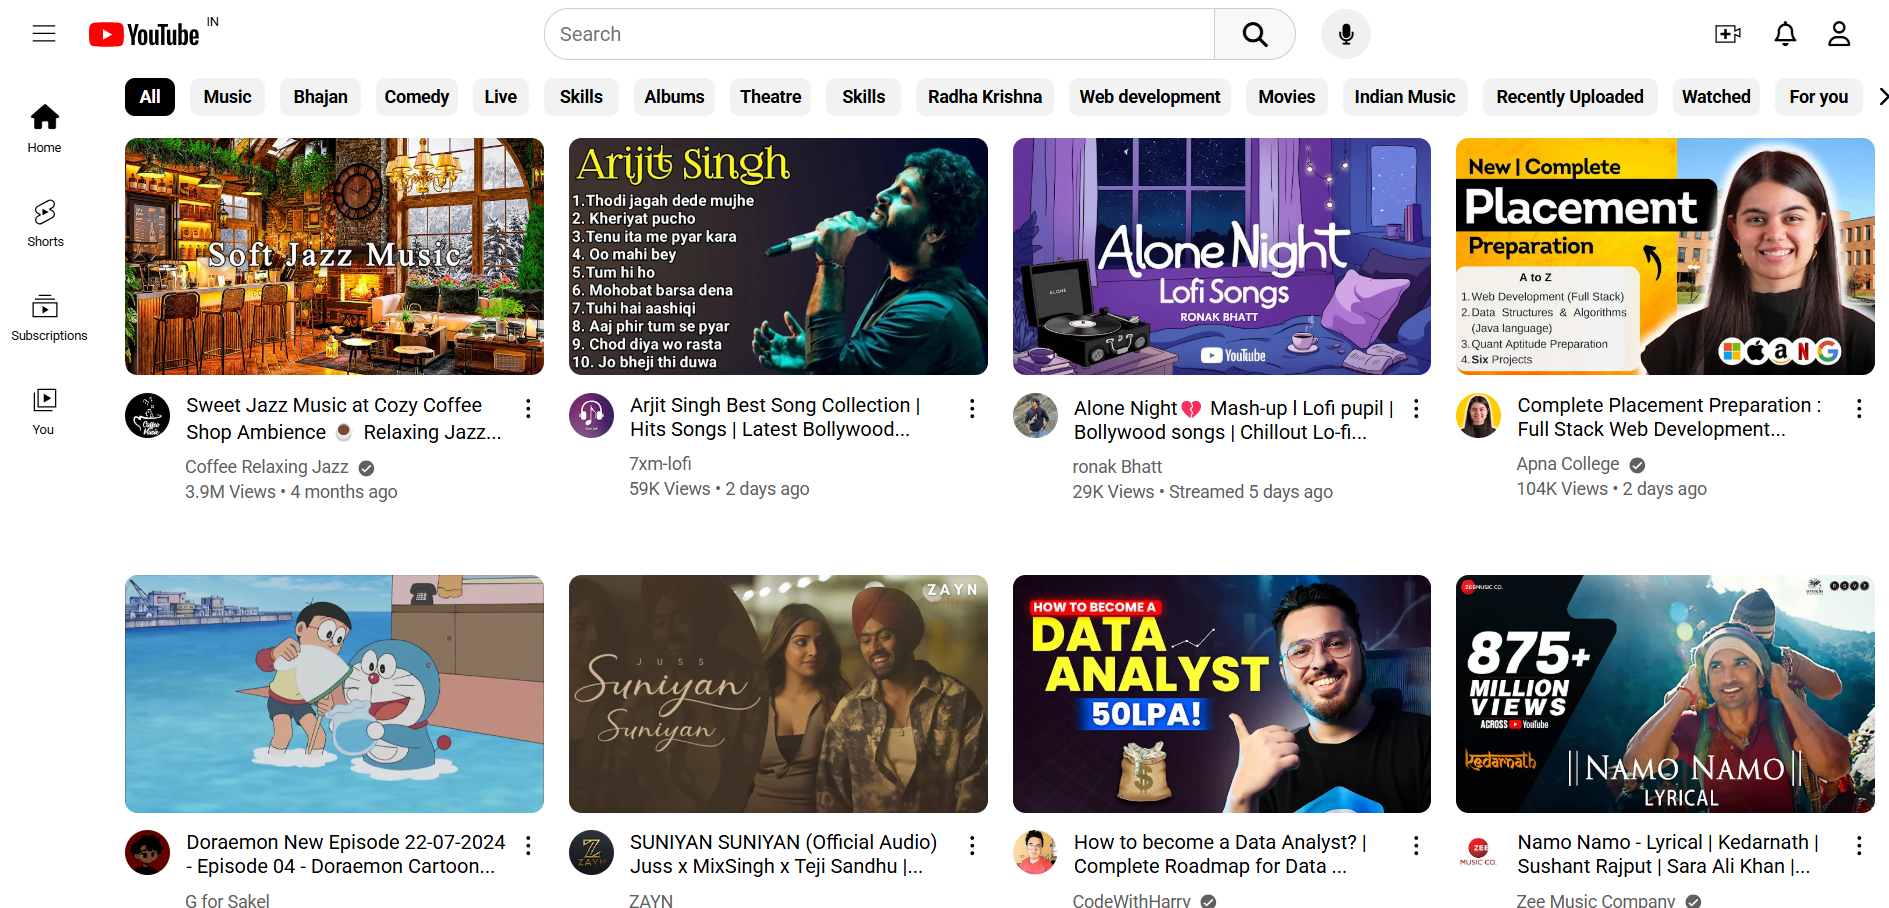 YouTube IN
Search
All Music Bhajan Comedy Live Skills Albums Theatre Skills Radha Krishna Web development Movies Indian Music Recently Uploaded Watched For you
Home
Shorts
Subscriptions
You
Soft Jazz Music
Sweet Jazz Music at Cozy Coffee
Shop Ambience ☕ Relaxing Jazz...
Coffee Relaxing Jazz
3.9M Views • 4 months ago
Arijit Singh
1.Thodi jagah dede mujhe
2. Kheriyat pucho
3.Tenu ita me pyar kara
4. Oo mahi bey
5.Tum hi ho
6. Mohobat barsa dena
7.Tuhi hai aashiqi
8. Aaj phir tum se pyar
9. Chod diya wo rasta
10. Jo bheji thi duwa
Arjit Singh Best Song Collection |
Hits Songs | Latest Bollywood...
7xm-lofi
59K Views • 2 days ago
Alone Night
Lofi Songs
RONAK BHATT
YouTube
ALONE
Alone Night💔 Mash-up l Lofi pupil |
Bollywood songs | Chillout Lo-fi...
ronak Bhatt
29K Views • Streamed 5 days ago
New | Complete
Placement
Preparation
A to Z
1.Web Development (Full Stack)
2.Data Structures & Algorithms
(Java language)
3.Quant Aptitude Preparation
4.Six Projects
Complete Placement Preparation :
Full Stack Web Development...
Apna College
104K Views • 2 days ago
Doraemon New Episode 22-07-2024
- Episode 04 - Doraemon Cartoon...
G for Sakel
ZAYN
JUSS
Suniyan
Suniyan
ZAYN
SUNIYAN SUNIYAN (Official Audio)
Juss x MixSingh x Teji Sandhu |...
ZAYN
HOW TO BECOME A
DATA
ANALYST
50LPA!
How to become a Data Analyst? |
Complete Roadmap for Data ...
CodeWithHarry
ZEE MUSIC CO.
875+
MILLION
VIEWS
ACROSS YouTube
kedarnath
||NAMO NAMO||
LYRICAL
ZEE
MUSIC CO.
Namo Namo - Lyrical | Kedarnath |
Sushant Rajput | Sara Ali Khan |...
Zee Music Company